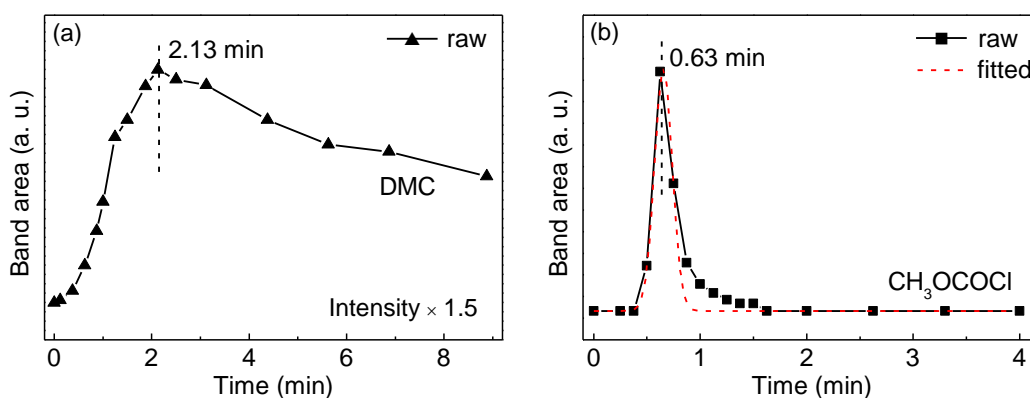 (a)
raw
2.13 min
DMC
Intensity × 1.5
Band area (a. u.)
0 2 4 6 8
Time (min)
(b)
raw
fitted
0.63 min
CH₃OCOCl
Band area (a. u.)
0 1 2 3 4
Time (min)